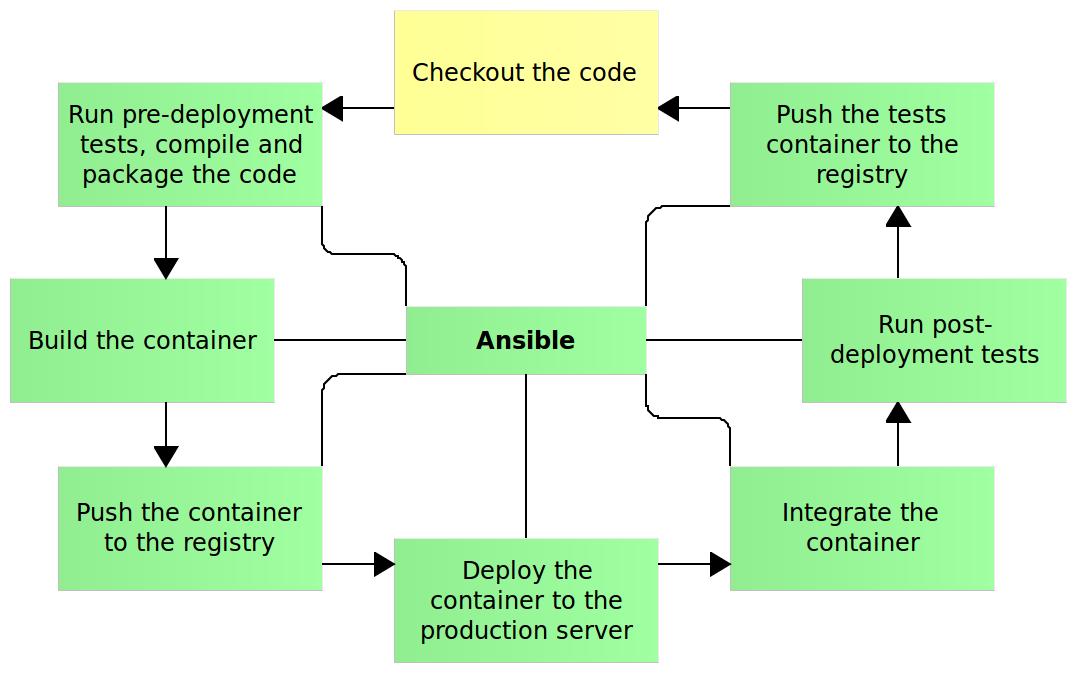 Checkout the code
Run pre-deployment
tests, compile and
package the code
Push the tests
container to the
registry
Build the container
Ansible
Run post-
deployment tests
Push the container
to the registry
Deploy the
container to the
production server
Integrate the
container